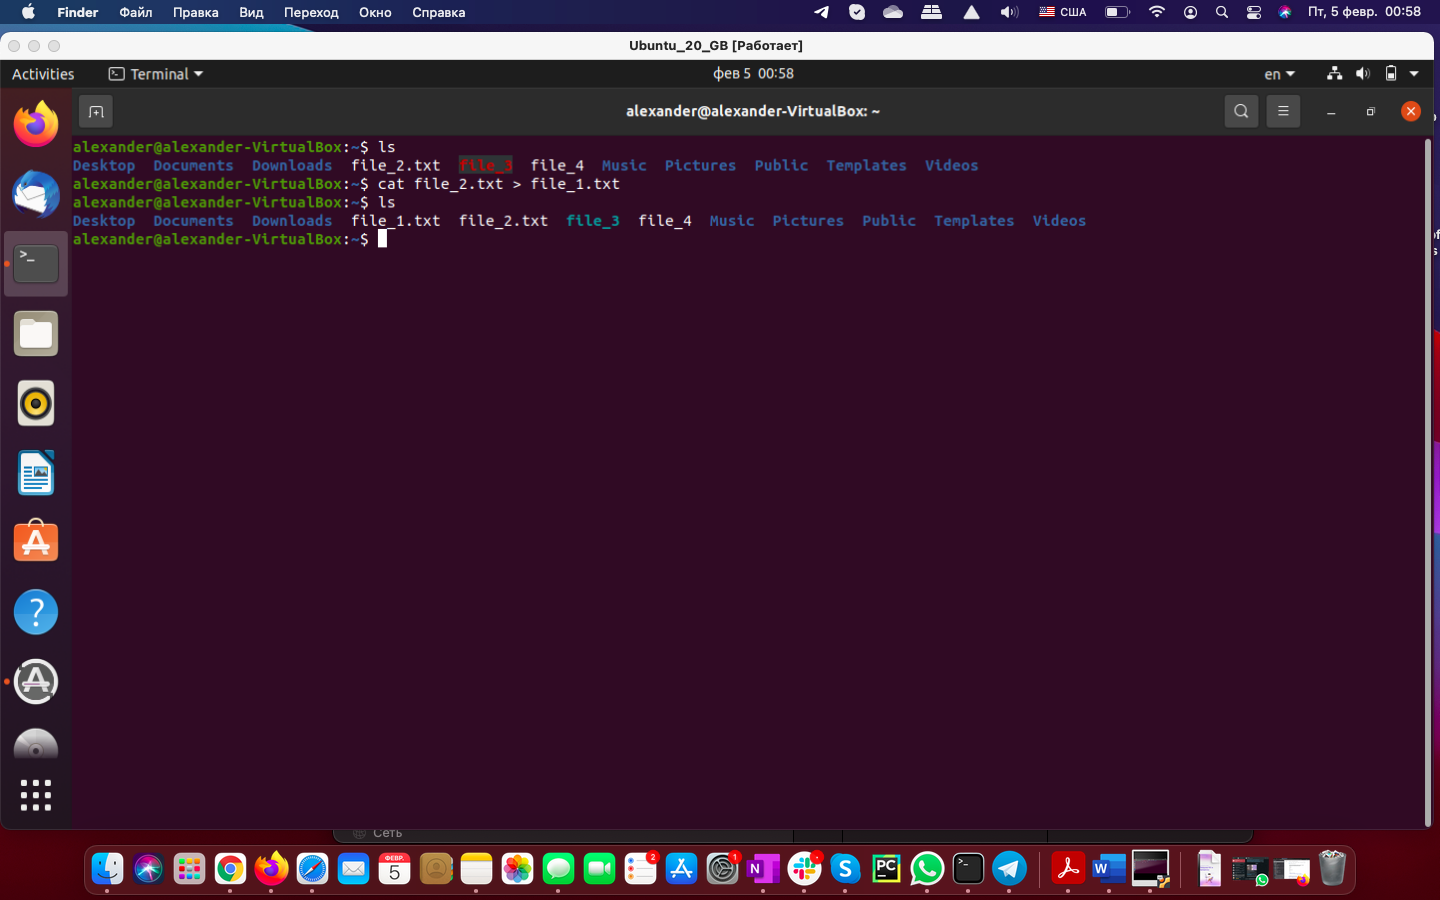 Finder Файл Правка Вид Переход Окно Справка США Пт, 5 февр. 00:58
Ubuntu_20_GB [Работает]
Activities Terminal фев 5 00:58 en
alexander@alexander-VirtualBox: ~
alexander@alexander-VirtualBox:~$ ls
Desktop Documents Downloads file_2.txt file_3 file_4 Music Pictures Public Templates Videos
alexander@alexander-VirtualBox:~$ cat file_2.txt > file_1.txt
alexander@alexander-VirtualBox:~$ ls
Desktop Documents Downloads file_1.txt file_2.txt file_3 file_4 Music Pictures Public Templates Videos
alexander@alexander-VirtualBox:~$
Сеть
ФЕВР.
5
2
1